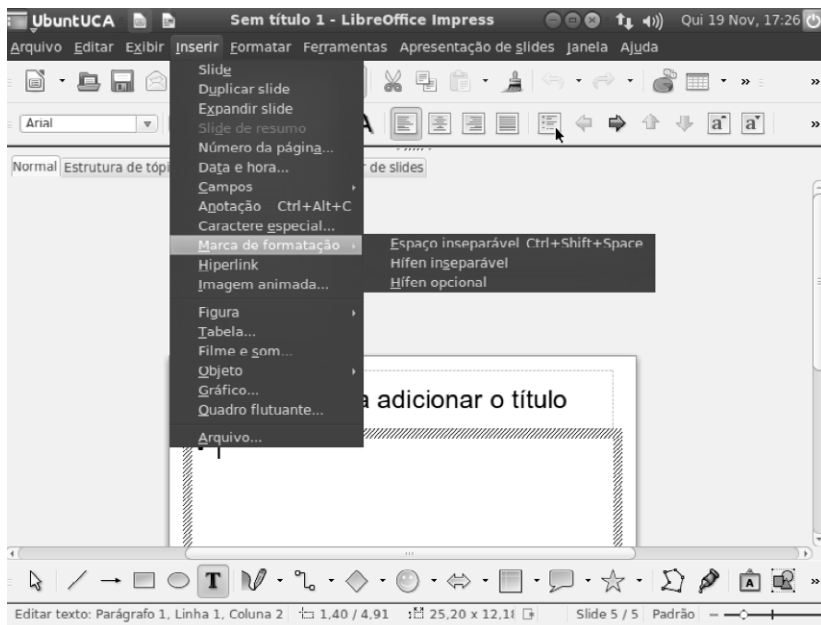 UbuntUCA Sem título 1 - LibreOffice Impress Qui 19 Nov, 17:26
Arquivo Editar Exibir Inserir Formatar Ferramentas Apresentação de slides Janela Ajuda
Slide
Duplicar slide
Expandir slide
Arial
Slide de resumo
Número da página...
Normal Estrutura de tópi
Data e hora...
r de slides
Campos
Anotação Ctrl+Alt+C
Caractere especial...
Marca de formatação
Espaço inseparável Ctrl+Shift+Space
Hiperlink
Hífen inseparável
Imagem animada...
Hífen opcional
Figura
Tabela...
Filme e som...
Objeto
Gráfico...
a adicionar o título
Quadro flutuante...
Arquivo...
Editar texto: Parágrafo 1, Linha 1, Coluna 2 1,40 / 4,91 25,20 x 12,1 Slide 5 / 5 Padrão